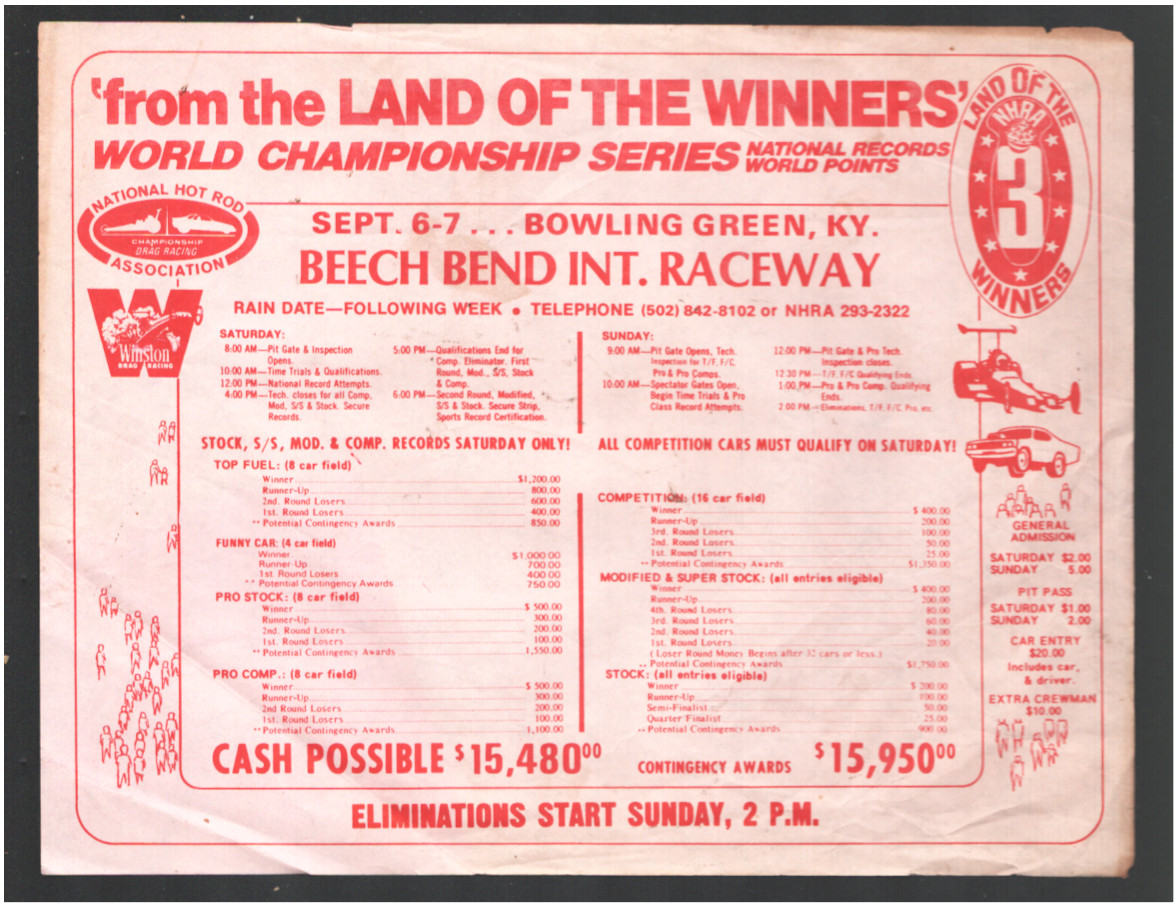 'from the LAND OF THE WINNERS'
WORLD CHAMPIONSHIP SERIES NATIONAL RECORDS
WORLD POINTS
LAND OF THE
NHRA
3
WINNERS
NATIONAL HOT ROD
CHAMPIONSHIP
DRAG RACING
ASSOCIATION
SEPT. 6-7 . . . BOWLING GREEN, KY.
BEECH BEND INT. RACEWAY
W
Winston
DRAG RACING
RAIN DATE—FOLLOWING WEEK • TELEPHONE (502) 842-8102 or NHRA 293-2322
SATURDAY:
8:00 AM—Pit Gate & Inspection
Opens.
10:00 AM—Time Trials & Qualifications.
12:00 PM—National Record Attempts.
4:00 PM—Tech. closes for all Comp.
Mod, S/S & Stock. Secure
Records.
5:00 PM—Qualifications End for
Comp. Eliminator, First
Round, Mod., S/S, Stock
& Comp.
6:00 PM—Second Round, Modified,
S/S & Stock. Secure Strip,
Sports Record Certification.
SUNDAY:
9:00 AM—Pit Gate Opens, Tech.
Inspection for T/F, F/C,
Pro & Pro Comps.
10:00 AM—Spectator Gates Open,
Begin Time Trials & Pro
Class Record Attempts.
12:00 PM—Pit Gate & Pro Tech.
Inspection closes.
12:30 PM—T/F, F/C Qualifying Ends.
1:00 PM—Pro & Pro Comp. Qualifying
Ends.
2:00 PM—Eliminations, T/F, F/C, Pro, etc.
STOCK, S/S, MOD. & COMP. RECORDS SATURDAY ONLY!
ALL COMPETITION CARS MUST QUALIFY ON SATURDAY!
TOP FUEL: (8 car field)
Winner $1,200.00
Runner-Up 800.00
2nd. Round Losers 600.00
1st. Round Losers 400.00
** Potential Contingency Awards 850.00
FUNNY CAR: (4 car field)
Winner $1,000.00
Runner-Up 700.00
1st Round Losers 400.00
** Potential Contingency Awards 750.00
PRO STOCK: (8 car field)
Winner $ 500.00
Runner-Up 300.00
2nd. Round Losers 200.00
1st. Round Losers 100.00
** Potential Contingency Awards 1,550.00
PRO COMP.: (8 car field)
Winner $ 500.00
Runner-Up 300.00
2nd Round Losers 200.00
1st. Round Losers 100.00
** Potential Contingency Awards 1,100.00
COMPETITION: (16 car field)
Winner $ 400.00
Runner-Up 200.00
3rd. Round Losers 100.00
2nd. Round Losers 50.00
1st. Round Losers 25.00
** Potential Contingency Awards $1,350.00
MODIFIED & SUPER STOCK: (all entries eligible)
Winner $ 400.00
Runner-Up 200.00
4th. Round Losers 80.00
3rd. Round Losers 60.00
2nd. Round Losers 40.00
1st. Round Losers 20.00
( Loser Round Money Begins after 32 cars or less.)
** Potential Contingency Awards $1,750.00
STOCK: (all entries eligible)
Winner $ 200.00
Runner-Up 100.00
Semi-Finalist 50.00
Quarter Finalist 25.00
** Potential Contingency Awards 900.00
GENERAL
ADMISSION
SATURDAY $2.00
SUNDAY 5.00
PIT PASS
SATURDAY $1.00
SUNDAY 2.00
CAR ENTRY
$20.00
Includes car,
& driver.
EXTRA CREWMAN
$10.00
CASH POSSIBLE $15,480.00
CONTINGENCY AWARDS $15,950.00
ELIMINATIONS START SUNDAY, 2 P.M.